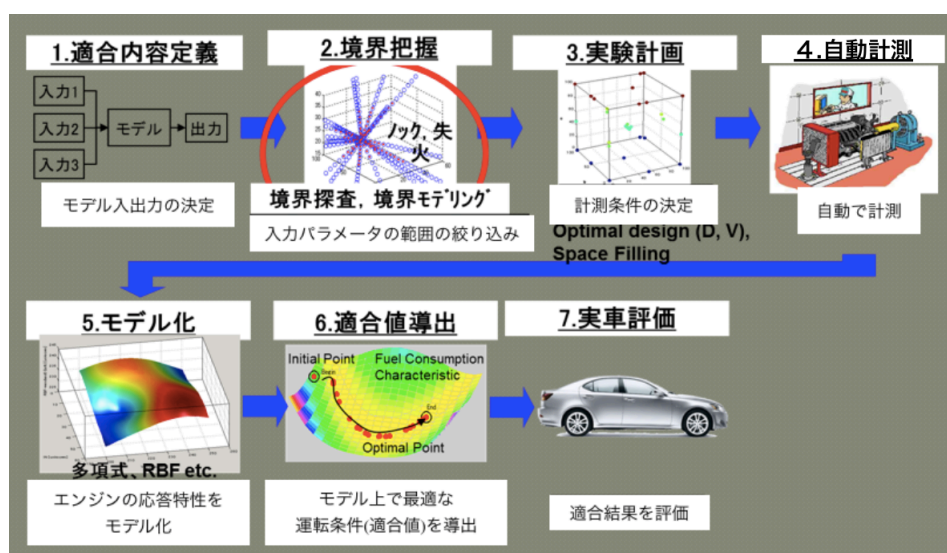 1.適合内容定義
入力1
入力2
入力3
モデル
出力
モデル入出力の決定
2.境界把握
ノック,失
火
境界探査,境界モデリング
入力パラメータの範囲の絞り込み
3.実験計画
計測条件の決定
Optimal design (D, V),
Space Filling
4.自動計測
自動で計測
5.モデル化
多項式、RBF etc.
エンジンの応答特性を
モデル化
6.適合値導出
Initial Point
Fuel Consumption
Characteristic
Begin
End
Optimal Point
モデル上で最適な
運転条件(適合値)を導出
7.実車評価
適合結果を評価